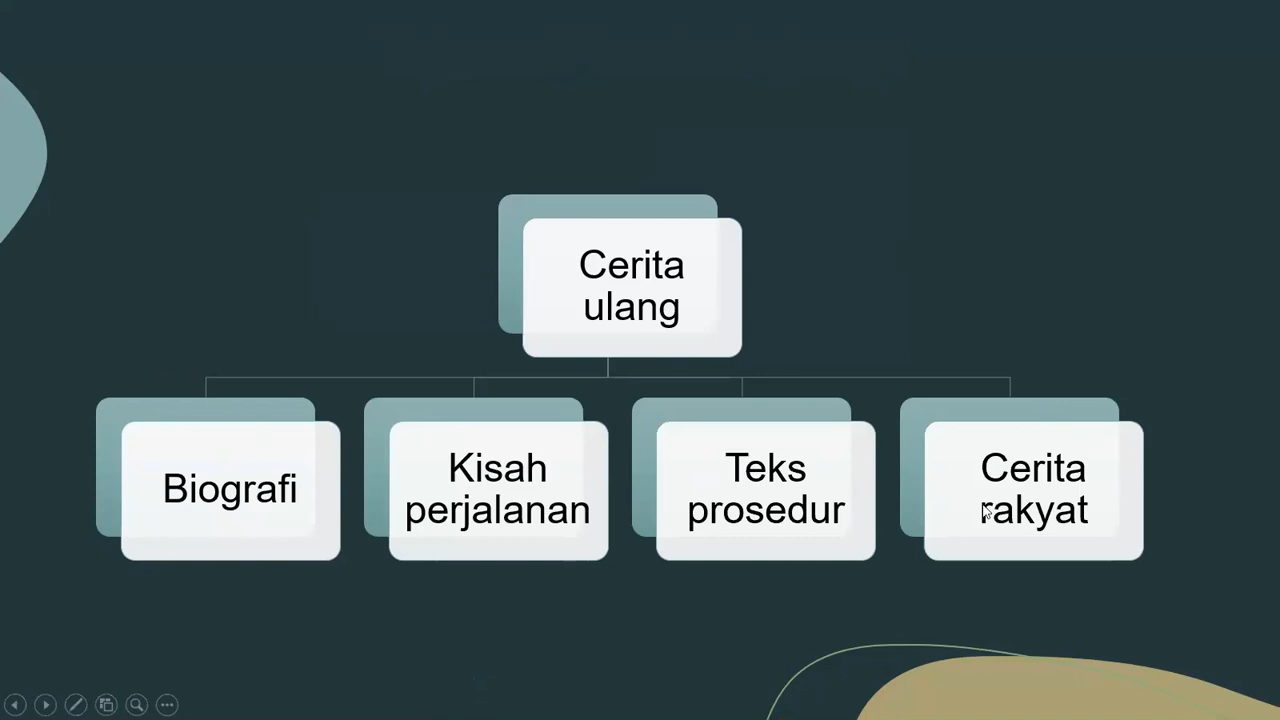 Cerita
ulang
Biografi
Kisah
perjalanan
Teks
prosedur
Cerita
rakyat